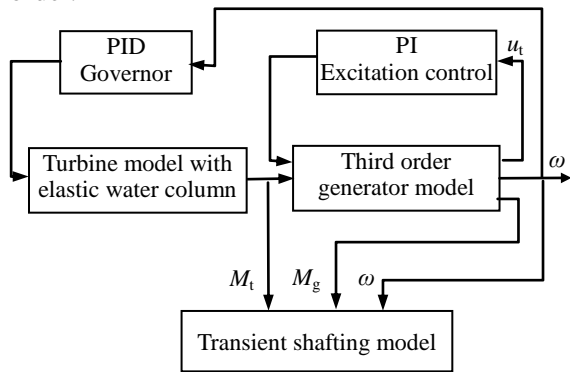 PID
Governor
PI
Excitation control
u_t
Turbine model with
elastic water column
Third order
generator model
ω
M_t
M_g
ω
Transient shafting model